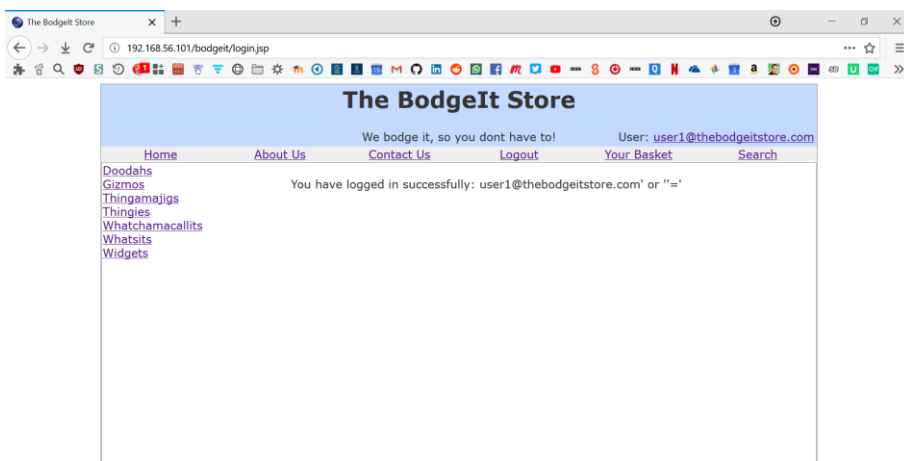 The BodgeIt Store
192.168.56.101/bodgeit/login.jsp
The BodgeIt Store
We bodge it, so you dont have to! User: user1@thebodgeitstore.com
Home About Us Contact Us Logout Your Basket Search
Doodahs
Gizmos
Thingamajigs
Thingies
Whatchamacallits
Whatsits
Widgets
You have logged in successfully: user1@thebodgeitstore.com' or ''='